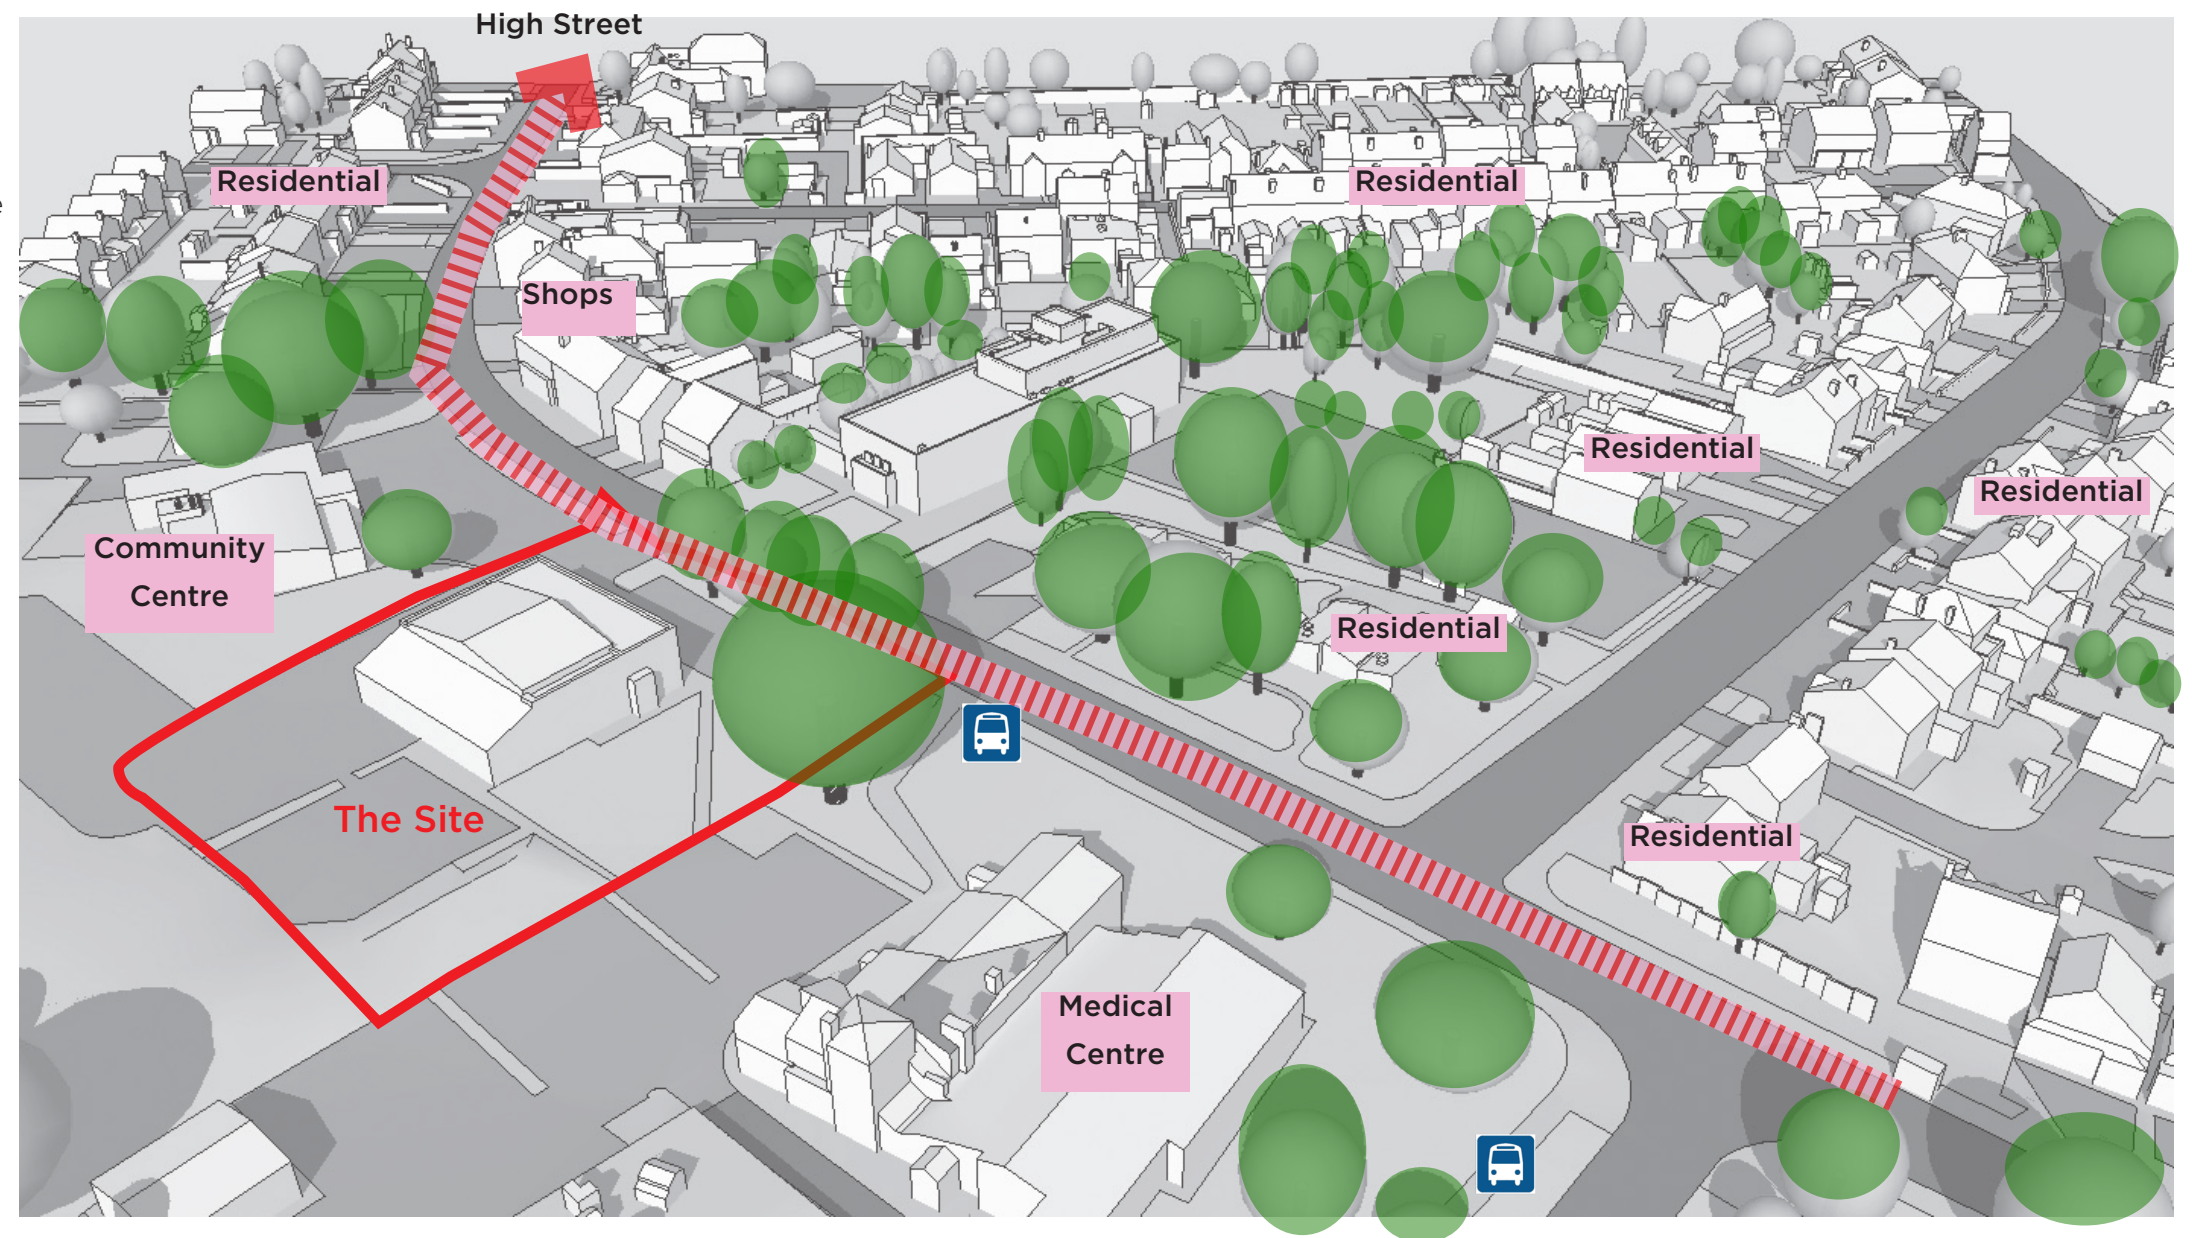 High Street
Residential
Residential
e
Shops
Residential
Residential
Community
Centre
Residential
The Site
Residential
Medical
Centre